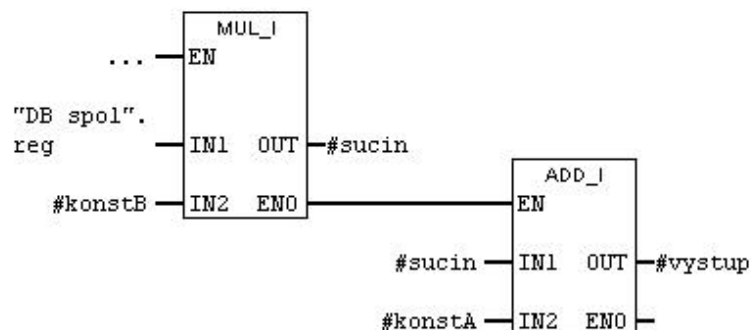 MUL_I
... EN
"DB spol".
reg IN1 OUT #sucin
#konstB IN2 ENO
ADD_I
EN
#sucin IN1 OUT #vystup
#konstA IN2 ENO